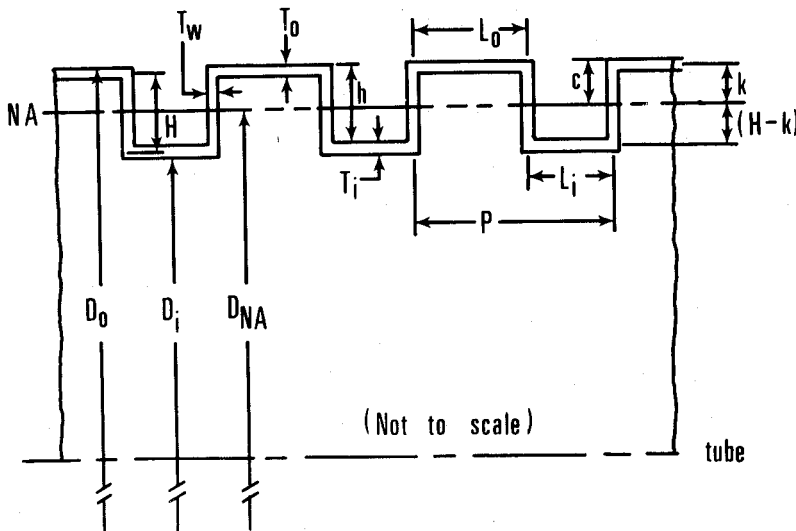 T_w
T_o
L_o
c
k
NA
H
h
(H-k)
T_i
L_i
P
D_o
D_i
D_NA
(Not to scale)
tube